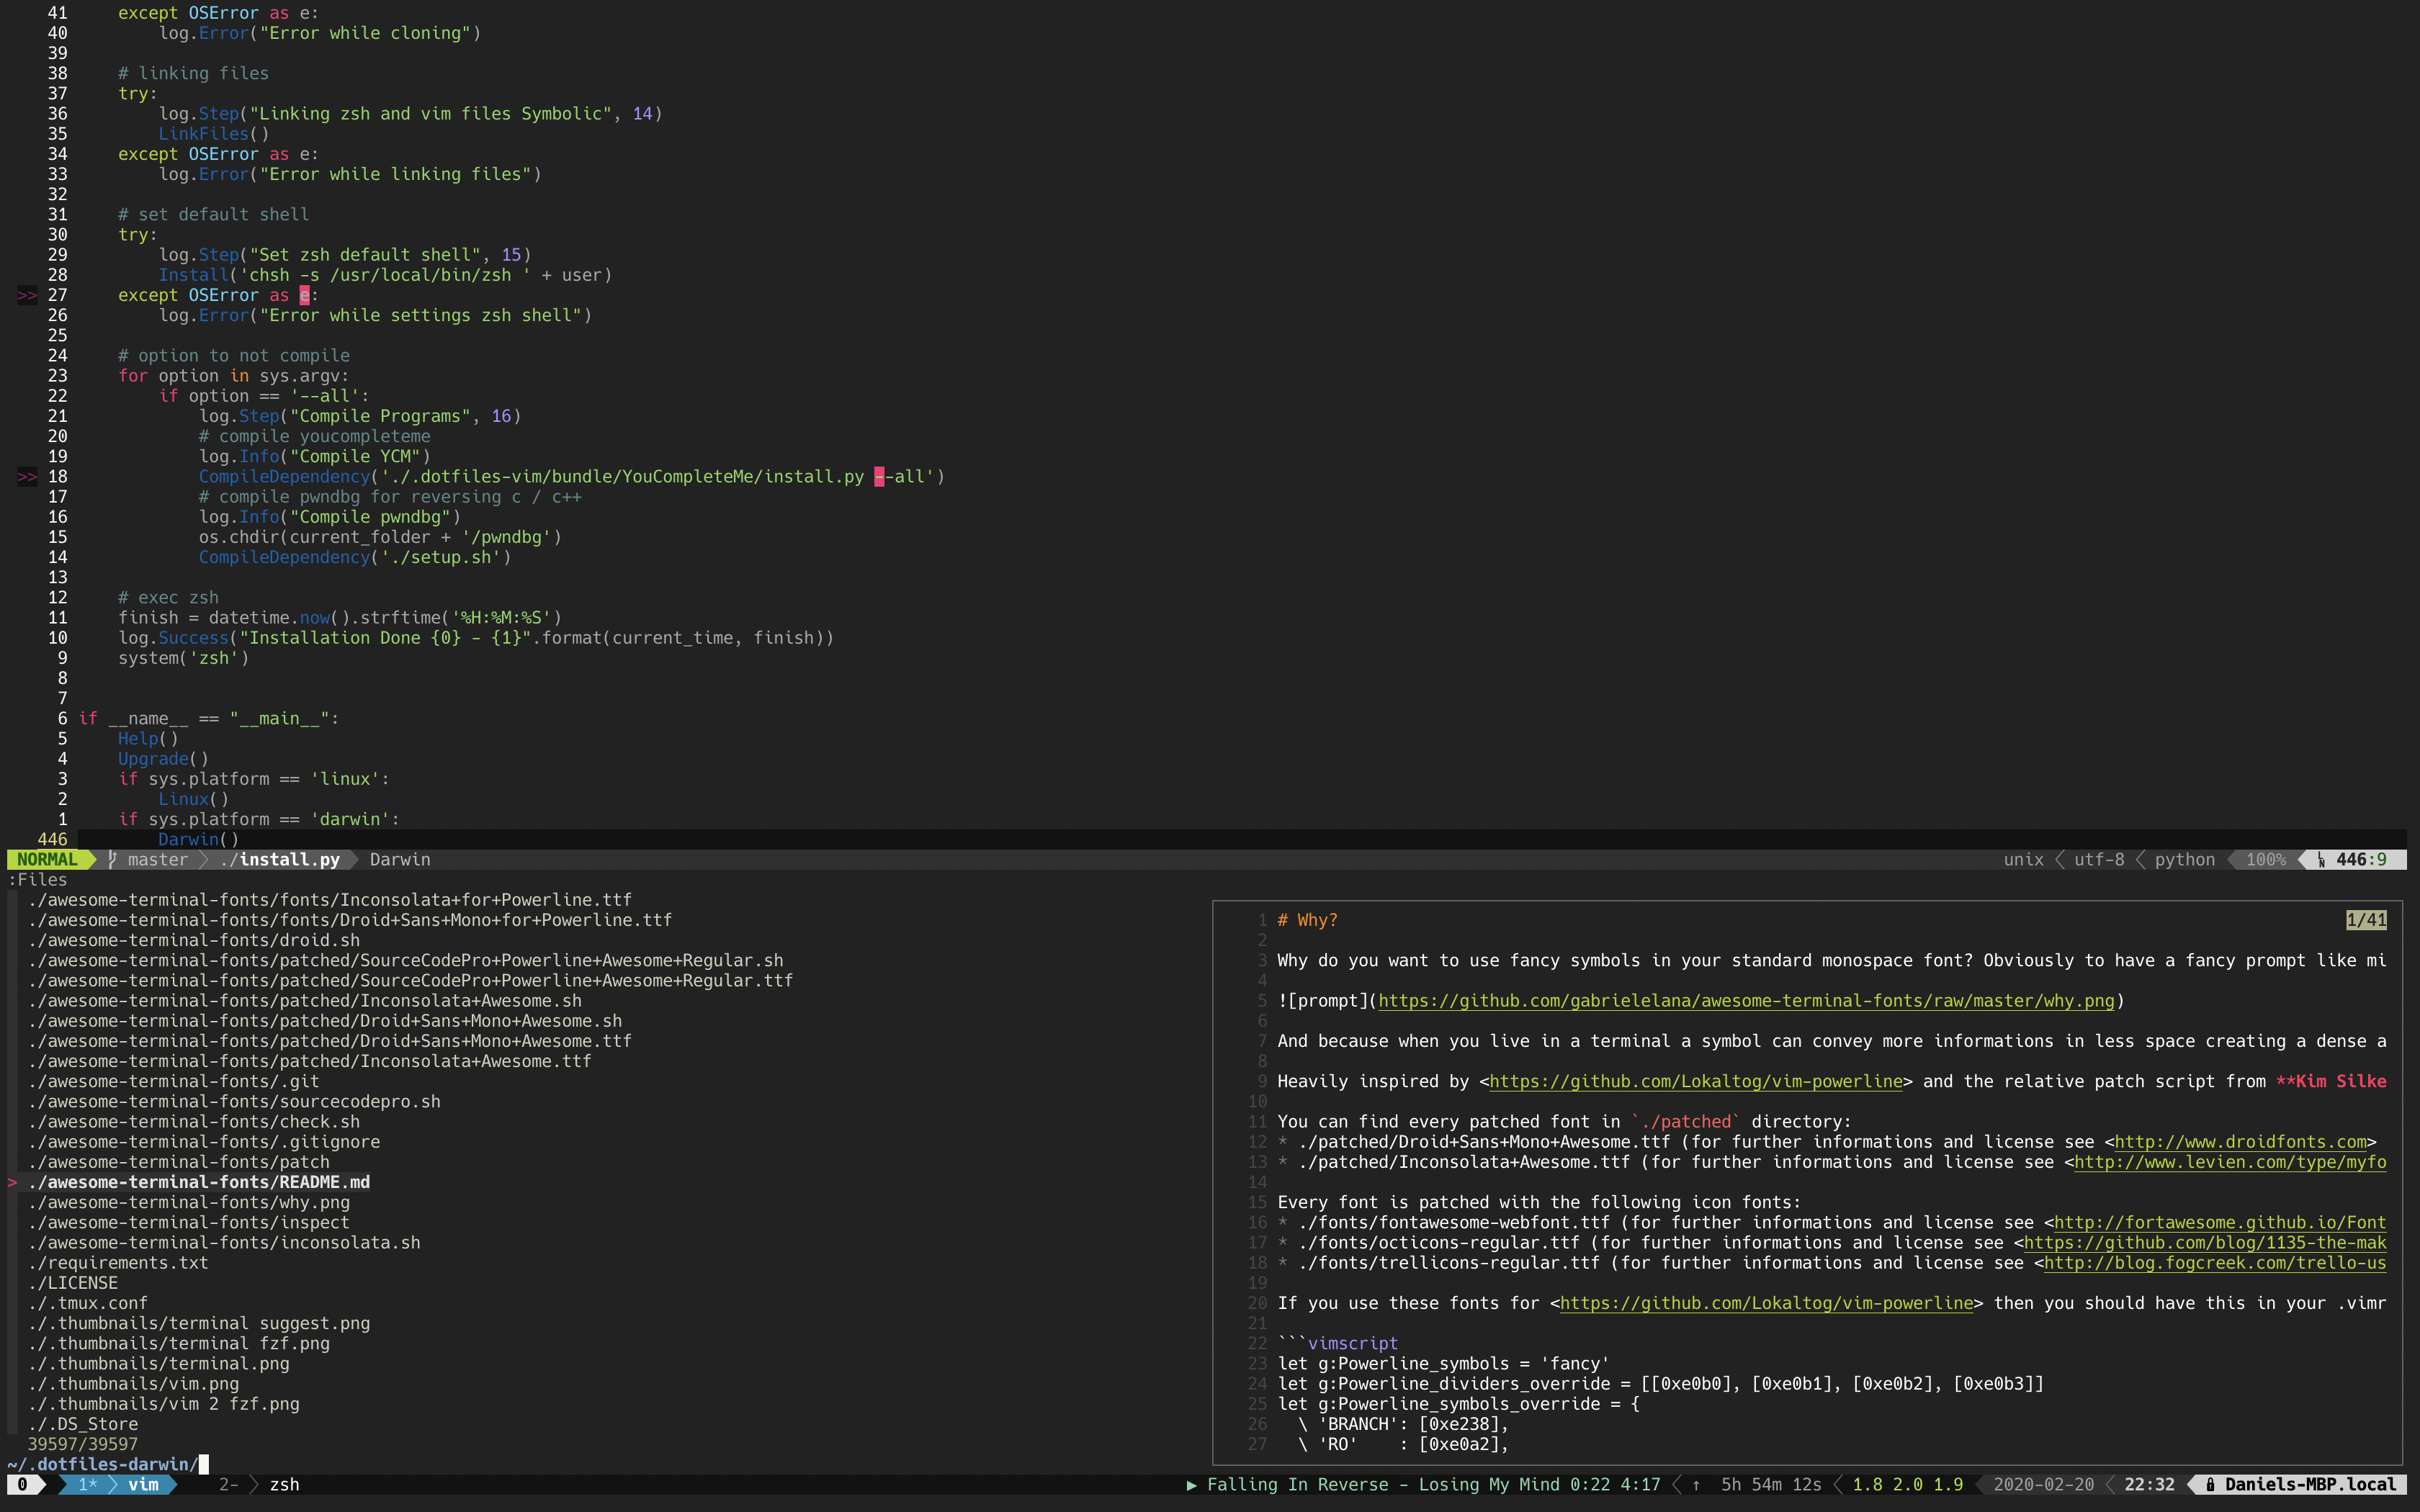 41     except OSError as e:
40         log.Error("Error while cloning")
39
38     # linking files
37     try:
36         log.Step("Linking zsh and vim files Symbolic", 14)
35         LinkFiles()
34     except OSError as e:
33         log.Error("Error while linking files")
32
31     # set default shell
30     try:
29         log.Step("Set zsh default shell", 15)
28         Install('chsh -s /usr/local/bin/zsh ' + user)
>> 27     except OSError as e:
26         log.Error("Error while settings zsh shell")
25
24     # option to not compile
23     for option in sys.argv:
22         if option == '--all':
21             log.Step("Compile Programs", 16)
20             # compile youcompleteme
19             log.Info("Compile YCM")
>> 18             CompileDependency('./.dotfiles-vim/bundle/YouCompleteMe/install.py --all')
17             # compile pwndbg for reversing c / c++
16             log.Info("Compile pwndbg")
15             os.chdir(current_folder + '/pwndbg')
14             CompileDependency('./setup.sh')
13
12     # exec zsh
11     finish = datetime.now().strftime('%H:%M:%S')
10     log.Success("Installation Done {0} - {1}".format(current_time, finish))
9     system('zsh')
8
7
6 if __name__ == "__main__":
5     Help()
4     Upgrade()
3     if sys.platform == 'linux':
2         Linux()
1     if sys.platform == 'darwin':
446         Darwin()
NORMAL master ./install.py Darwin unix utf-8 python 100% 446:9
:Files
./awesome-terminal-fonts/fonts/Inconsolata+for+Powerline.ttf
./awesome-terminal-fonts/fonts/Droid+Sans+Mono+for+Powerline.ttf
./awesome-terminal-fonts/droid.sh
./awesome-terminal-fonts/patched/SourceCodePro+Powerline+Awesome+Regular.sh
./awesome-terminal-fonts/patched/SourceCodePro+Powerline+Awesome+Regular.ttf
./awesome-terminal-fonts/patched/Inconsolata+Awesome.sh
./awesome-terminal-fonts/patched/Droid+Sans+Mono+Awesome.sh
./awesome-terminal-fonts/patched/Droid+Sans+Mono+Awesome.ttf
./awesome-terminal-fonts/patched/Inconsolata+Awesome.ttf
./awesome-terminal-fonts/.git
./awesome-terminal-fonts/sourcecodepro.sh
./awesome-terminal-fonts/check.sh
./awesome-terminal-fonts/.gitignore
./awesome-terminal-fonts/patch
> ./awesome-terminal-fonts/README.md
./awesome-terminal-fonts/why.png
./awesome-terminal-fonts/inspect
./awesome-terminal-fonts/inconsolata.sh
./requirements.txt
./LICENSE
./.tmux.conf
./.thumbnails/terminal suggest.png
./.thumbnails/terminal fzf.png
./.thumbnails/terminal.png
./.thumbnails/vim.png
./.thumbnails/vim 2 fzf.png
./.DS_Store
39597/39597
~/.dotfiles-darwin/
1 # Why? 1/41
2
3 Why do you want to use fancy symbols in your standard monospace font? Obviously to have a fancy prompt like mi
4
5 ![prompt](https://github.com/gabrielelana/awesome-terminal-fonts/raw/master/why.png)
6
7 And because when you live in a terminal a symbol can convey more informations in less space creating a dense a
8
9 Heavily inspired by <https://github.com/Lokaltog/vim-powerline> and the relative patch script from **Kim Silke
10
11 You can find every patched font in `./patched` directory:
12 * ./patched/Droid+Sans+Mono+Awesome.ttf (for further informations and license see <http://www.droidfonts.com>
13 * ./patched/Inconsolata+Awesome.ttf (for further informations and license see <http://www.levien.com/type/myfo
14
15 Every font is patched with the following icon fonts:
16 * ./fonts/fontawesome-webfont.ttf (for further informations and license see <http://fortawesome.github.io/Font
17 * ./fonts/octicons-regular.ttf (for further informations and license see <https://github.com/blog/1135-the-mak
18 * ./fonts/trellicons-regular.ttf (for further informations and license see <http://blog.fogcreek.com/trello-us
19
20 If you use these fonts for <https://github.com/Lokaltog/vim-powerline> then you should have this in your .vimr
21
22 ```vimscript
23 let g:Powerline_symbols = 'fancy'
24 let g:Powerline_dividers_override = [[0xe0b0], [0xe0b1], [0xe0b2], [0xe0b3]]
25 let g:Powerline_symbols_override = {
26   \ 'BRANCH': [0xe238],
27   \ 'RO'    : [0xe0a2],
0 1* vim 2- zsh ▶ Falling In Reverse - Losing My Mind 0:22 4:17 ↑ 5h 54m 12s 1.8 2.0 1.9 2020-02-20 22:32 Daniels-MBP.local